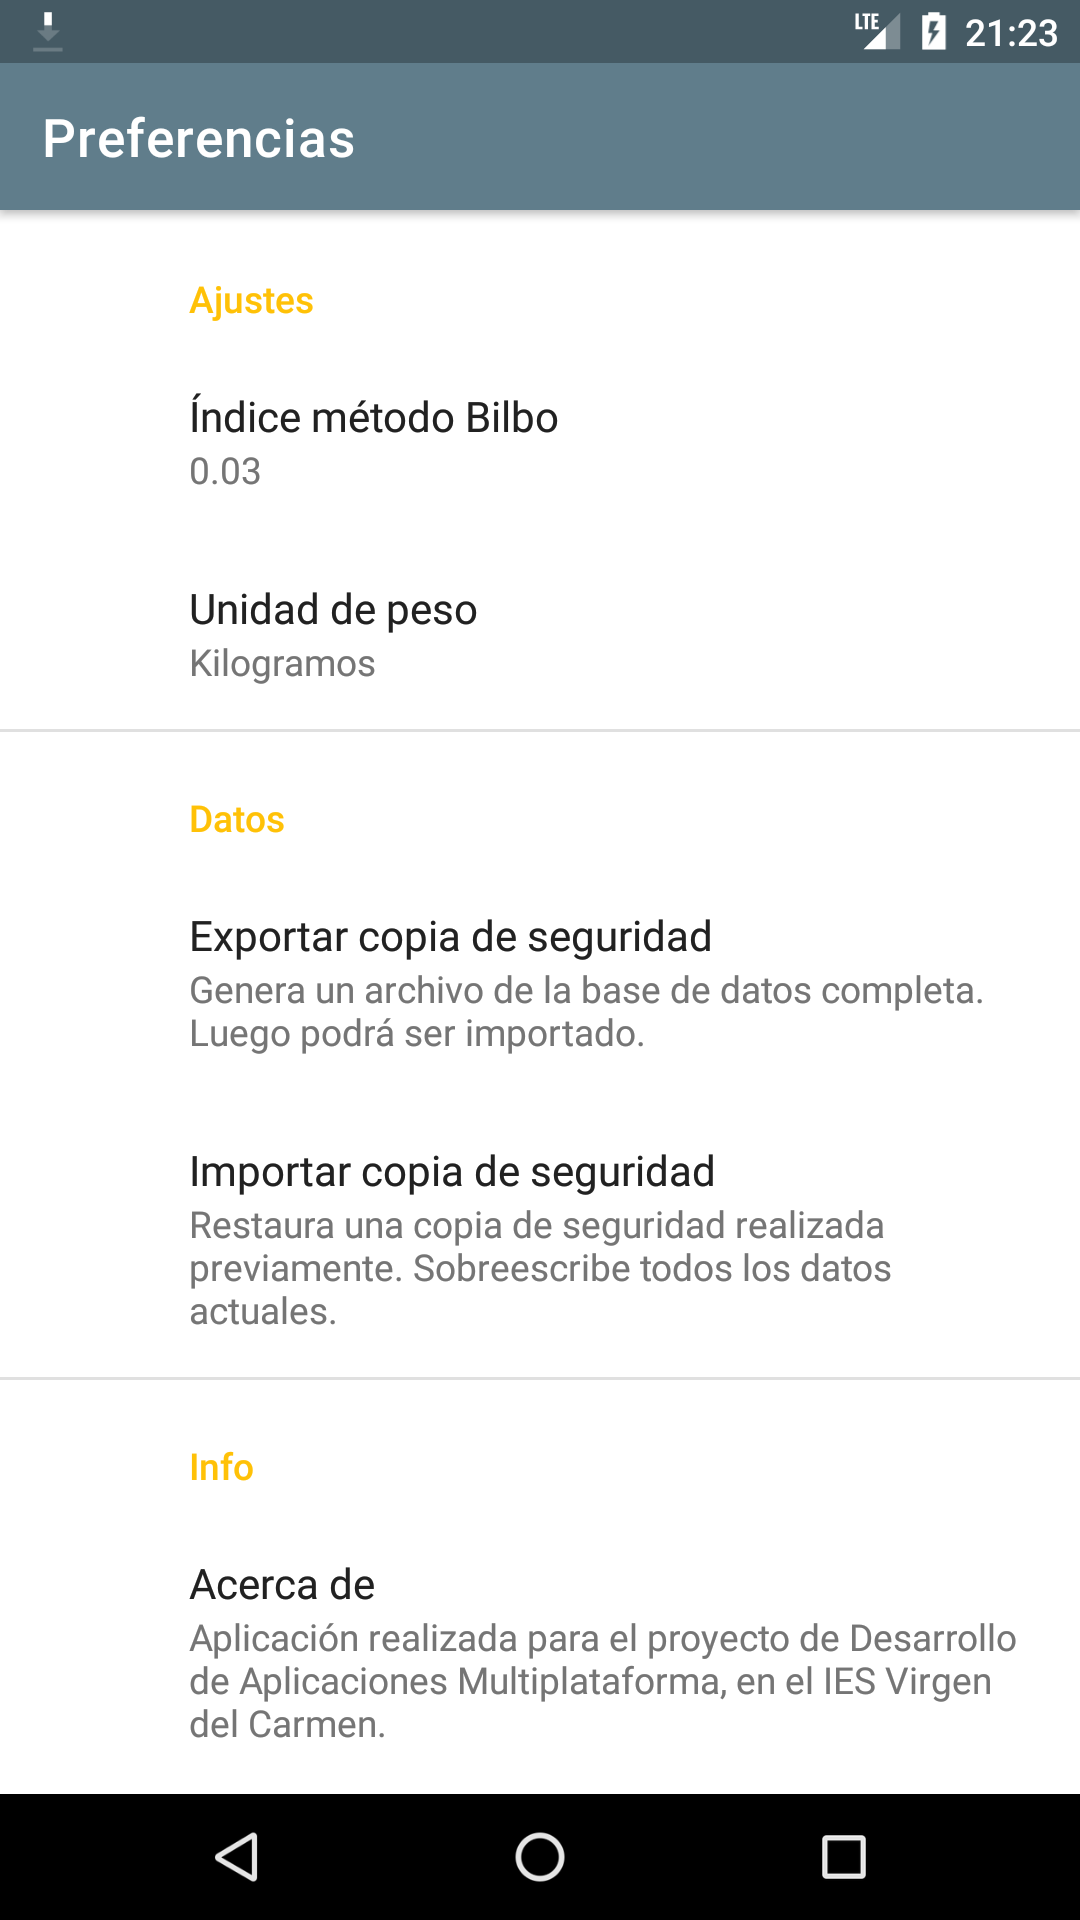 LTE 21:23
Preferencias
Ajustes
Índice método Bilbo
0.03
Unidad de peso
Kilogramos
Datos
Exportar copia de seguridad
Genera un archivo de la base de datos completa.
Luego podrá ser importado.
Importar copia de seguridad
Restaura una copia de seguridad realizada
previamente. Sobreescribe todos los datos
actuales.
Info
Acerca de
Aplicación realizada para el proyecto de Desarrollo
de Aplicaciones Multiplataforma, en el IES Virgen
del Carmen.